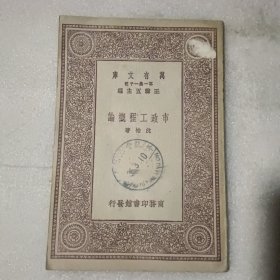 萬有文庫
第一集一千種
王雲五主編
市政工程概論
沈怡著
商務印書館發行